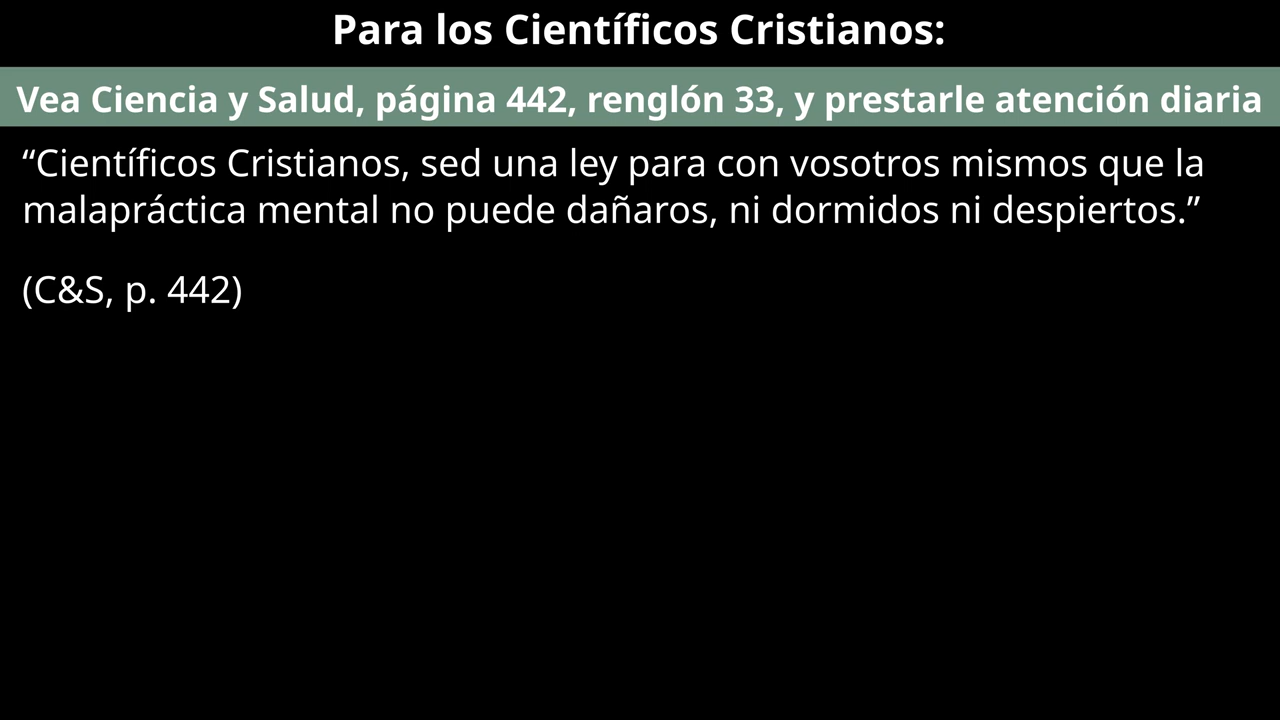 Para los Científicos Cristianos:
Vea Ciencia y Salud, página 442, renglón 33, y prestarle atención diaria
“Científicos Cristianos, sed una ley para con vosotros mismos que la
malapráctica mental no puede dañaros, ni dormidos ni despiertos.”
(C&S, p. 442)